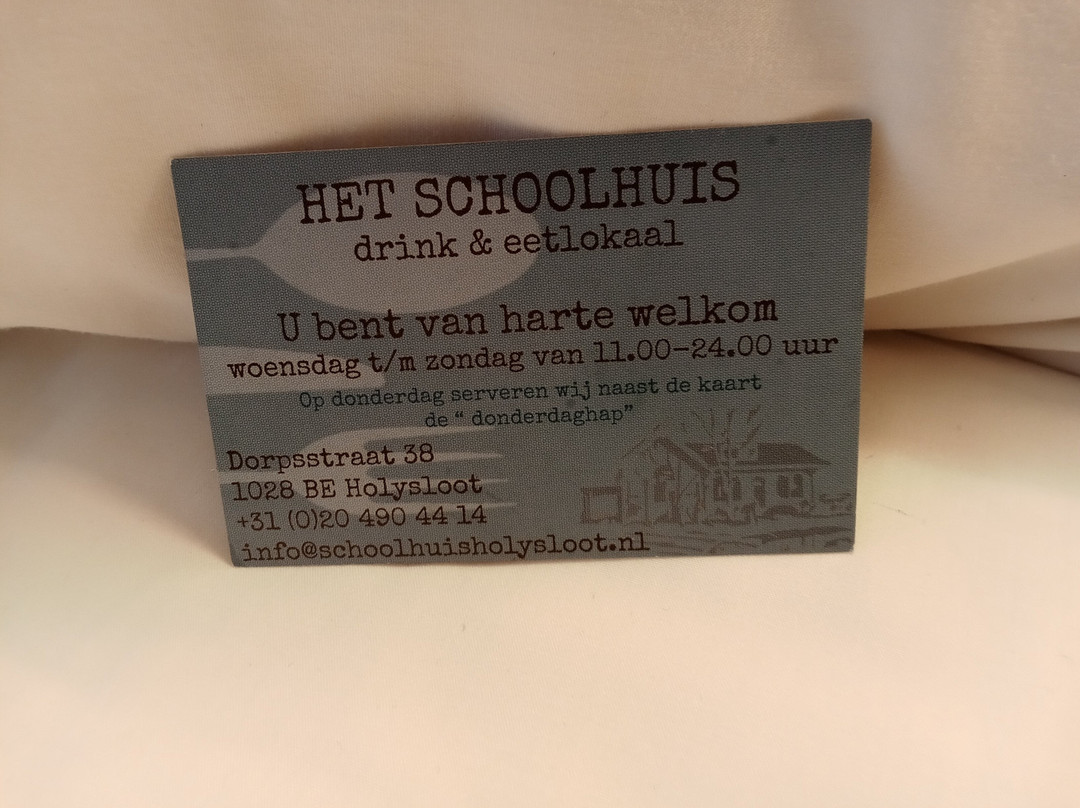 HET SCHOOLHUIS
drink & eetlokaal
U bent van harte welkom
woensdag t/m zondag van 11.00-24.00 uur
Op donderdag serveren wij naast de kaart
de “ donderdaghap”
Dorpsstraat 38
1028 BE Holysloot
+31 (0)20 490 44 14
info@schoolhuisholysloot.nl